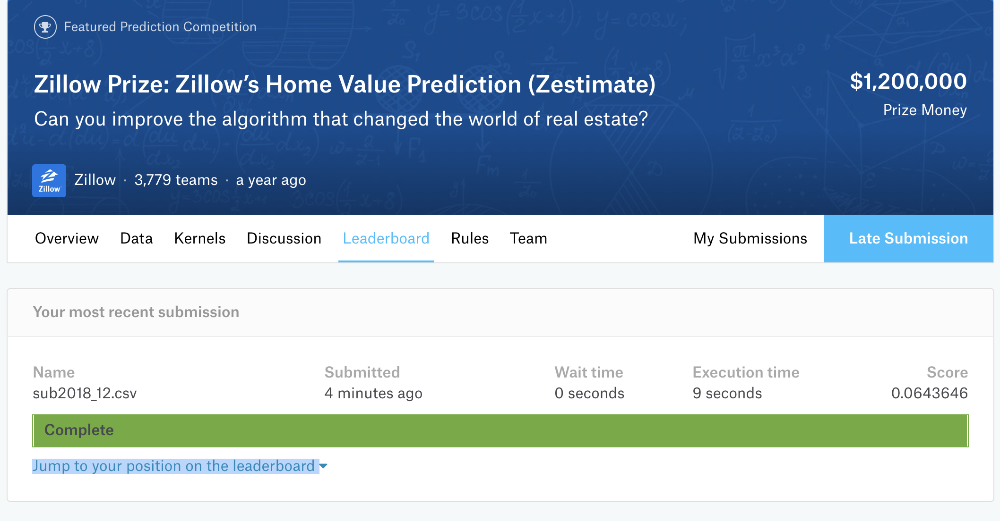 Featured Prediction Competition
Zillow Prize: Zillow’s Home Value Prediction (Zestimate)
$1,200,000
Can you improve the algorithm that changed the world of real estate?
Prize Money
Zillow
Zillow · 3,779 teams · a year ago
Overview Data Kernels Discussion Leaderboard Rules Team My Submissions Late Submission
Your most recent submission
Name Submitted Wait time Execution time Score
sub2018_12.csv 4 minutes ago 0 seconds 9 seconds 0.0643646
Complete
Jump to your position on the leaderboard